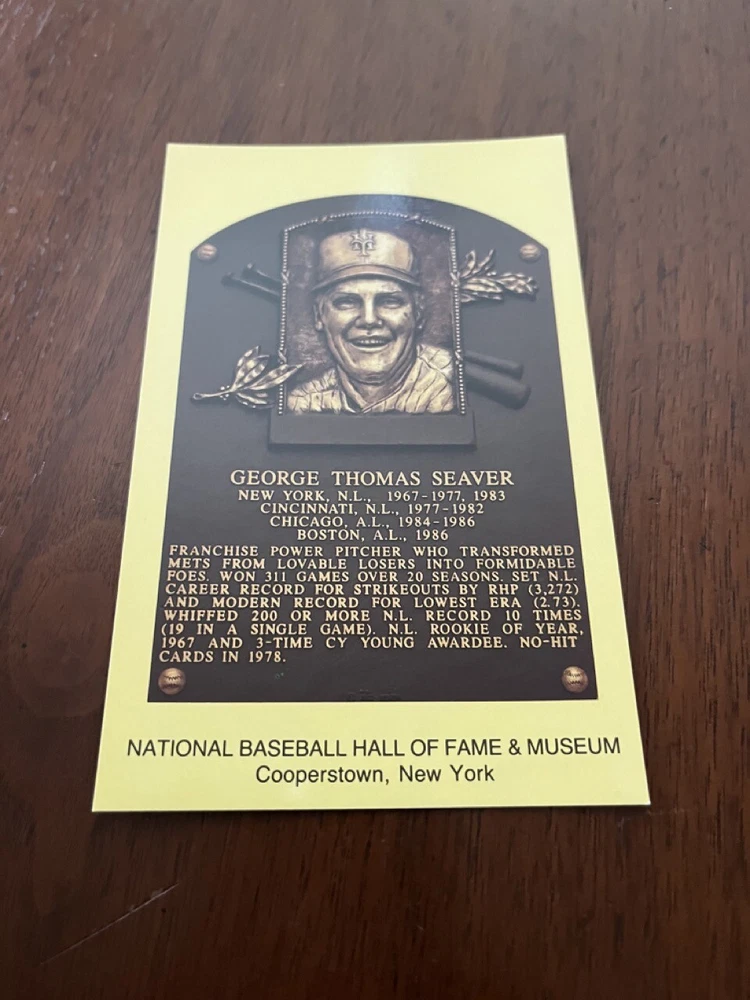 GEORGE THOMAS SEAVER
NEW YORK, N.L., 1967-1977, 1983
CINCINNATI, N.L., 1977-1982
CHICAGO, A.L., 1984-1986
BOSTON, A.L., 1986
FRANCHISE POWER PITCHER WHO TRANSFORMED
METS FROM LOVABLE LOSERS INTO FORMIDABLE
FOES. WON 311 GAMES OVER 20 SEASONS. SET N.L.
CAREER RECORD FOR STRIKEOUTS BY RHP (3,272)
AND MODERN RECORD FOR LOWEST ERA (2.73).
WHIFFED 200 OR MORE N.L. RECORD 10 TIMES
(19 IN A SINGLE GAME). N.L. ROOKIE OF YEAR,
1967 AND 3-TIME CY YOUNG AWARDEE. NO-HIT
CARDS IN 1978.
NATIONAL BASEBALL HALL OF FAME & MUSEUM
Cooperstown, New York